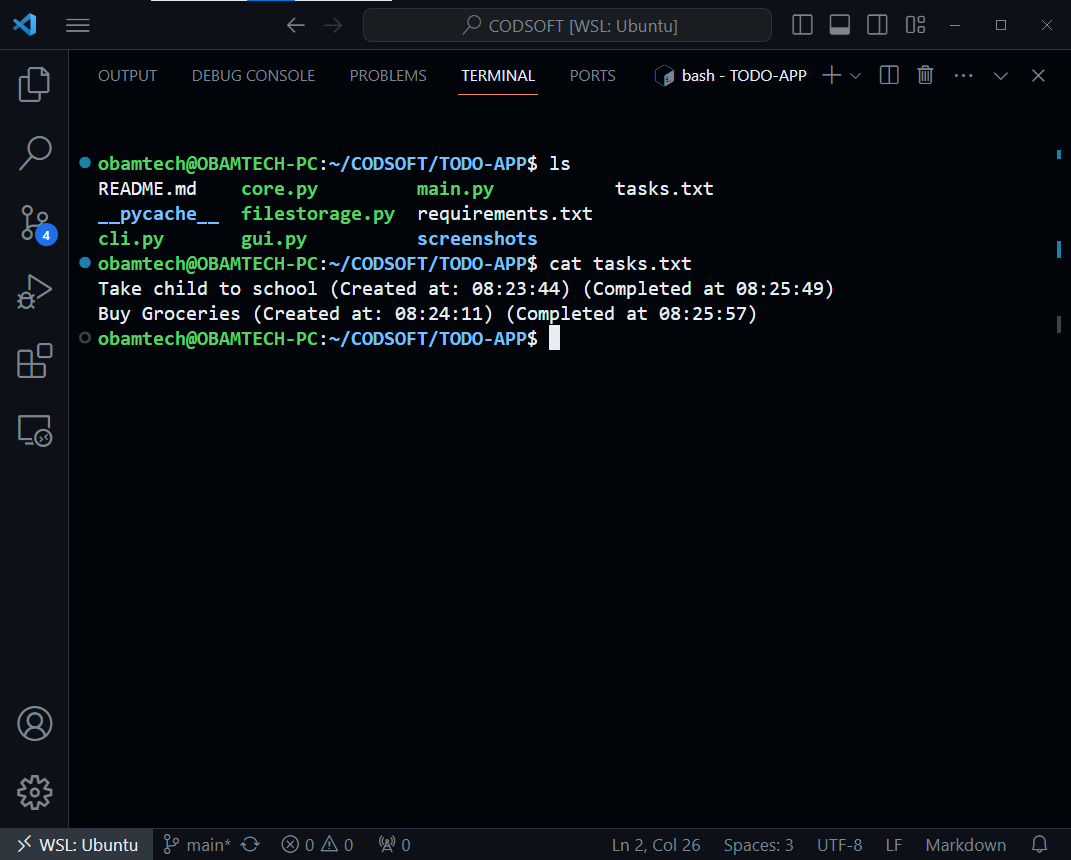 CODSOFT [WSL: Ubuntu]
OUTPUT DEBUG CONSOLE PROBLEMS TERMINAL PORTS bash - TODO-APP
obamtech@OBAMTECH-PC:~/CODSOFT/TODO-APP$ ls
README.md core.py main.py tasks.txt
__pycache__ filestorage.py requirements.txt
cli.py gui.py screenshots
obamtech@OBAMTECH-PC:~/CODSOFT/TODO-APP$ cat tasks.txt
Take child to school (Created at: 08:23:44) (Completed at 08:25:49)
Buy Groceries (Created at: 08:24:11) (Completed at 08:25:57)
obamtech@OBAMTECH-PC:~/CODSOFT/TODO-APP$
4
WSL: Ubuntu main* 0 0 0 Ln 2, Col 26 Spaces: 3 UTF-8 LF Markdown